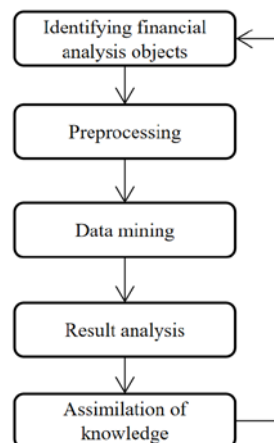 Identifying financial
analysis objects
Preprocessing
Data mining
Result analysis
Assimilation of
knowledge